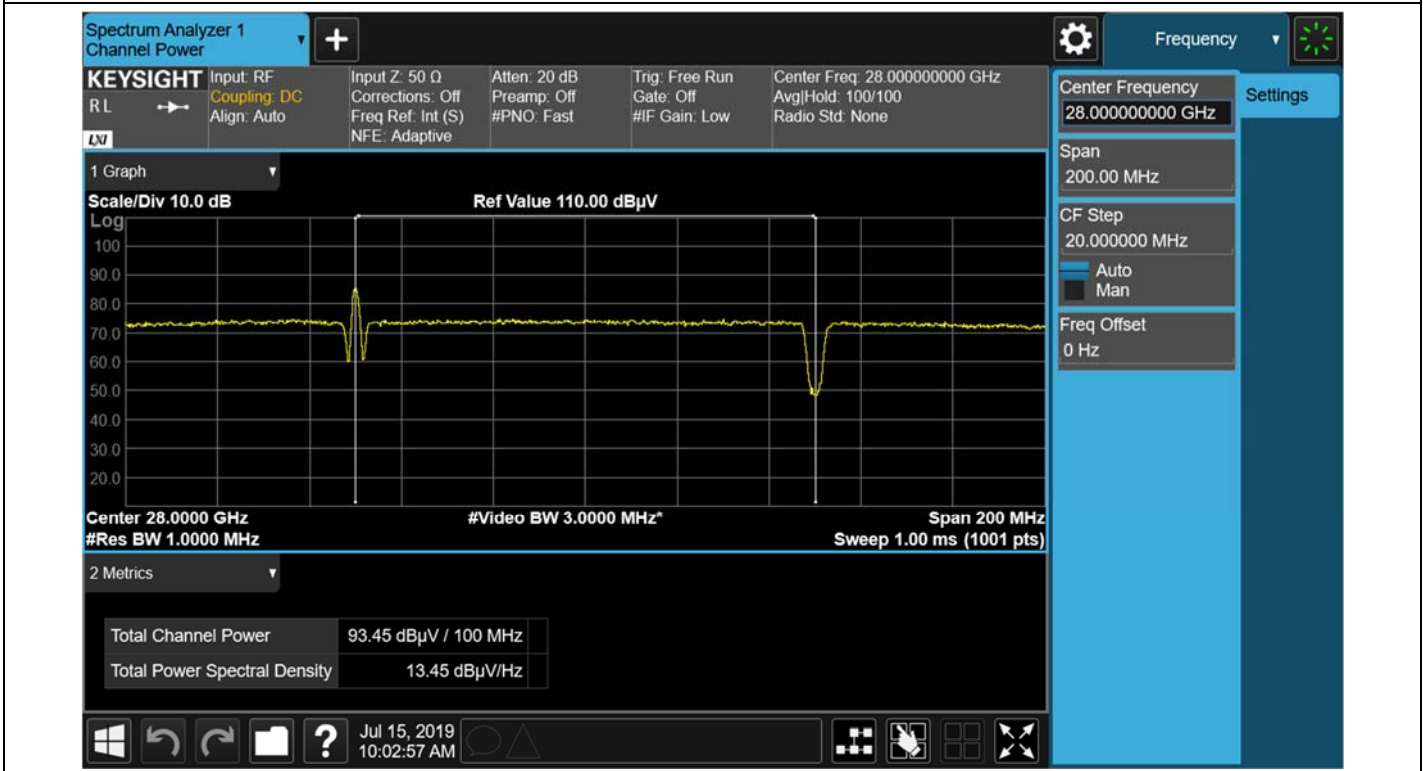 Spectrum Analyzer 1
Channel Power
+
Frequency
KEYSIGHT
RL
LXI
Input: RF
Coupling: DC
Align: Auto
Input Z: 50 Ω
Corrections: Off
Freq Ref: Int (S)
NFE: Adaptive
Atten: 20 dB
Preamp: Off
#PNO: Fast
Trig: Free Run
Gate: Off
#IF Gain: Low
Center Freq: 28.000000000 GHz
Avg|Hold: 100/100
Radio Std: None
Center Frequency
28.000000000 GHz
Settings
Span
200.00 MHz
CF Step
20.000000 MHz
Auto
Man
Freq Offset
0 Hz
1 Graph
Scale/Div 10.0 dB
Ref Value 110.00 dBµV
Log
100
90.0
80.0
70.0
60.0
50.0
40.0
30.0
20.0
Center 28.0000 GHz
#Video BW 3.0000 MHz*
Span 200 MHz
#Res BW 1.0000 MHz
Sweep 1.00 ms (1001 pts)
2 Metrics
Total Channel Power 93.45 dBµV / 100 MHz
Total Power Spectral Density 13.45 dBµV/Hz
?
Jul 15, 2019
10:02:57 AM